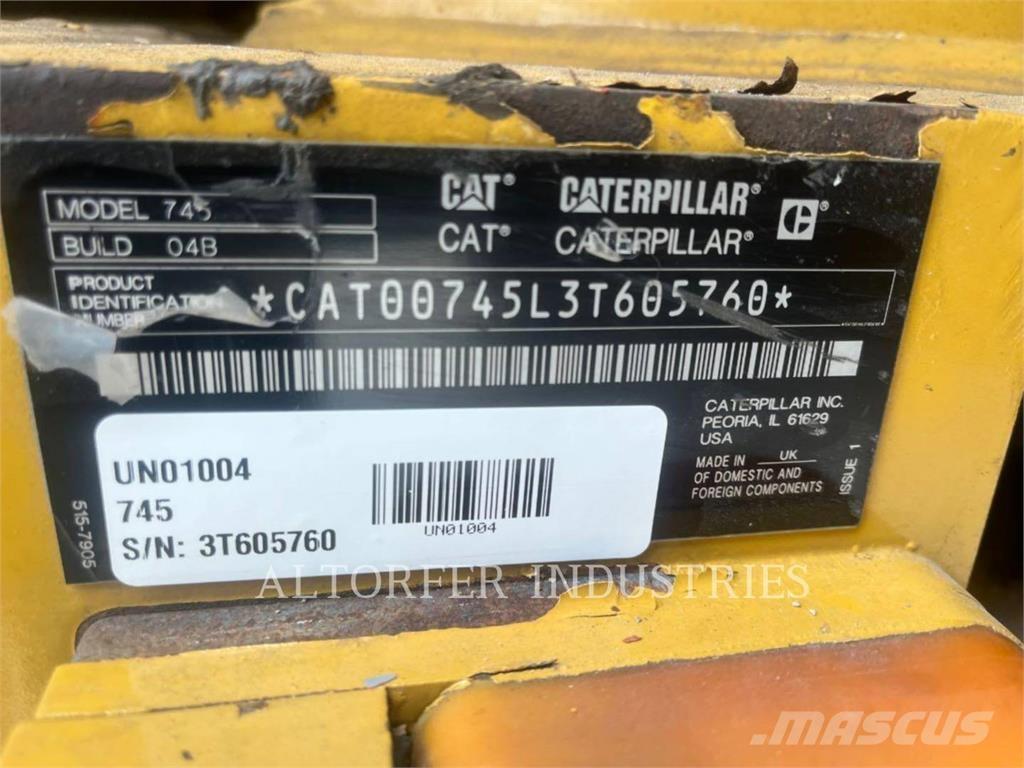 MODEL 745
BUILD 04B
CAT® CATERPILLAR® ®
CAT® CATERPILLAR®
PRODUCT
IDENTIFICATION
NUMBER
*CAT00745L3T605760*
CATERPILLAR INC.
PEORIA, IL 61629
USA
MADE IN UK
OF DOMESTIC AND
FOREIGN COMPONENTS
ISSUE 1
515-7905
UN01004
745
S/N: 3T605760
UN01004
ALTORFER INDUSTRIES
MASCUS